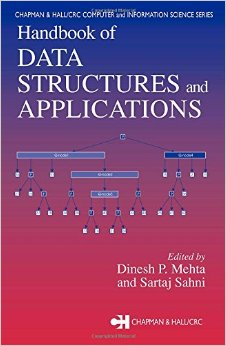 CHAPMAN & HALL/CRC COMPUTER and INFORMATION SCIENCE SERIES
Handbook of
DATA
STRUCTURES and
APPLICATIONS
Edited by
Dinesh P. Mehta
and Sartaj Sahni
CHAPMAN & HALL/CRC